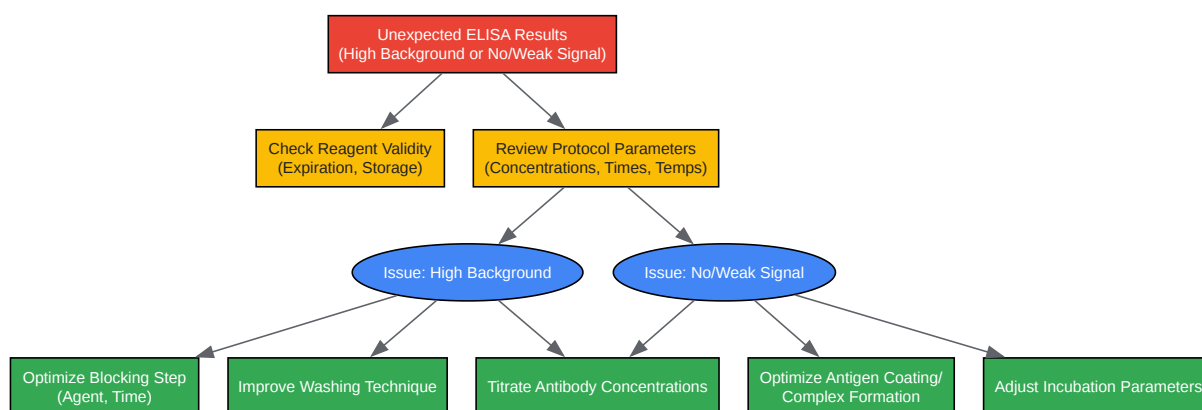 Unexpected ELISA Results
(High Background or No/Weak Signal)
Check Reagent Validity
(Expiration, Storage)
Review Protocol Parameters
(Concentrations, Times, Temps)
Issue: High Background
Issue: No/Weak Signal
Optimize Blocking Step
(Agent, Time)
Improve Washing Technique
Titrate Antibody Concentrations
Optimize Antigen Coating/
Complex Formation
Adjust Incubation Parameters